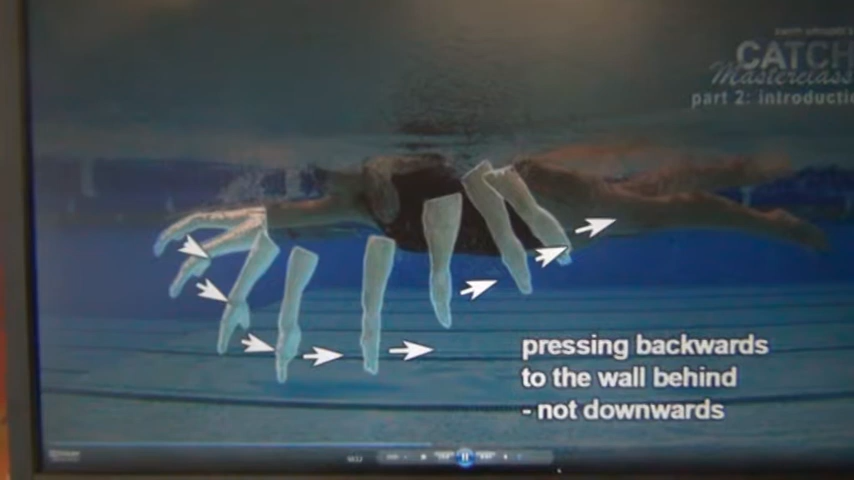 CATCH
Masterclass
part 2: introductio
pressing backwards
to the wall behind
- not downwards